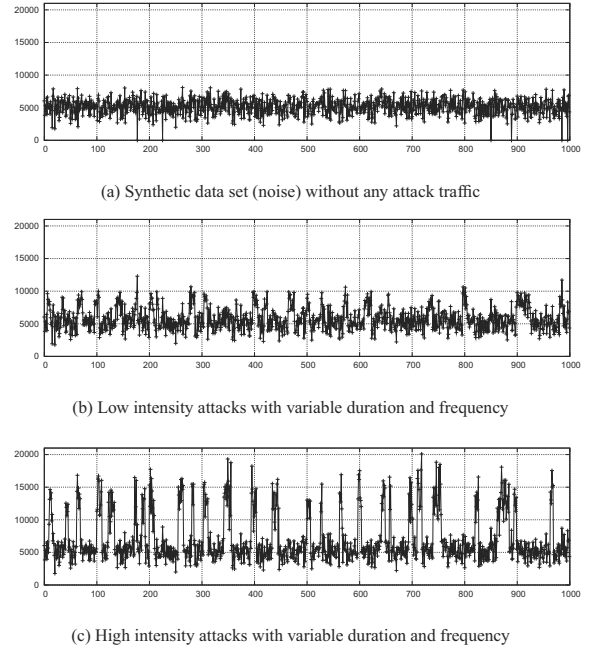 20000
15000
10000
5000
0
0 100 200 300 400 500 600 700 800 900 1000
(a) Synthetic data set (noise) without any attack traffic
20000
15000
10000
5000
0
0 100 200 300 400 500 600 700 800 900 1000
(b) Low intensity attacks with variable duration and frequency
20000
15000
10000
5000
0
0 100 200 300 400 500 600 700 800 900 1000
(c) High intensity attacks with variable duration and frequency